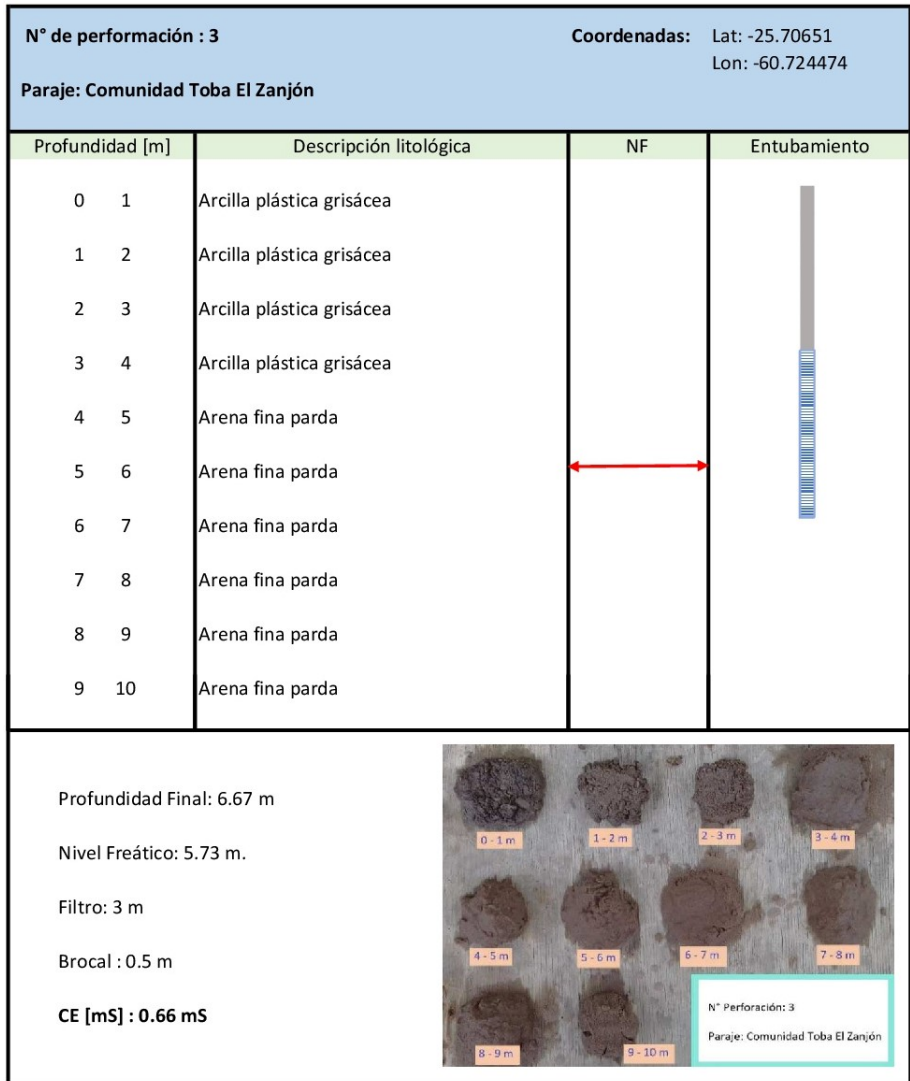 N° de performación : 3
Coordenadas: Lat: -25.70651
Lon: -60.724474
Paraje: Comunidad Toba El Zanjón
Profundidad [m] Descripción litológica NF Entubamiento
0 1 Arcilla plástica grisácea
1 2 Arcilla plástica grisácea
2 3 Arcilla plástica grisácea
3 4 Arcilla plástica grisácea
4 5 Arena fina parda
5 6 Arena fina parda
6 7 Arena fina parda
7 8 Arena fina parda
8 9 Arena fina parda
9 10 Arena fina parda
Profundidad Final: 6.67 m
Nivel Freático: 5.73 m.
Filtro: 3 m
Brocal : 0.5 m
CE [mS] : 0.66 mS
0 - 1 m 1 - 2 m 2 - 3 m 3 - 4 m
4 - 5 m 5 - 6 m 6 - 7 m 7 - 8 m
8 - 9 m 9 - 10 m
N° Perforación: 3
Paraje: Comunidad Toba El Zanjón